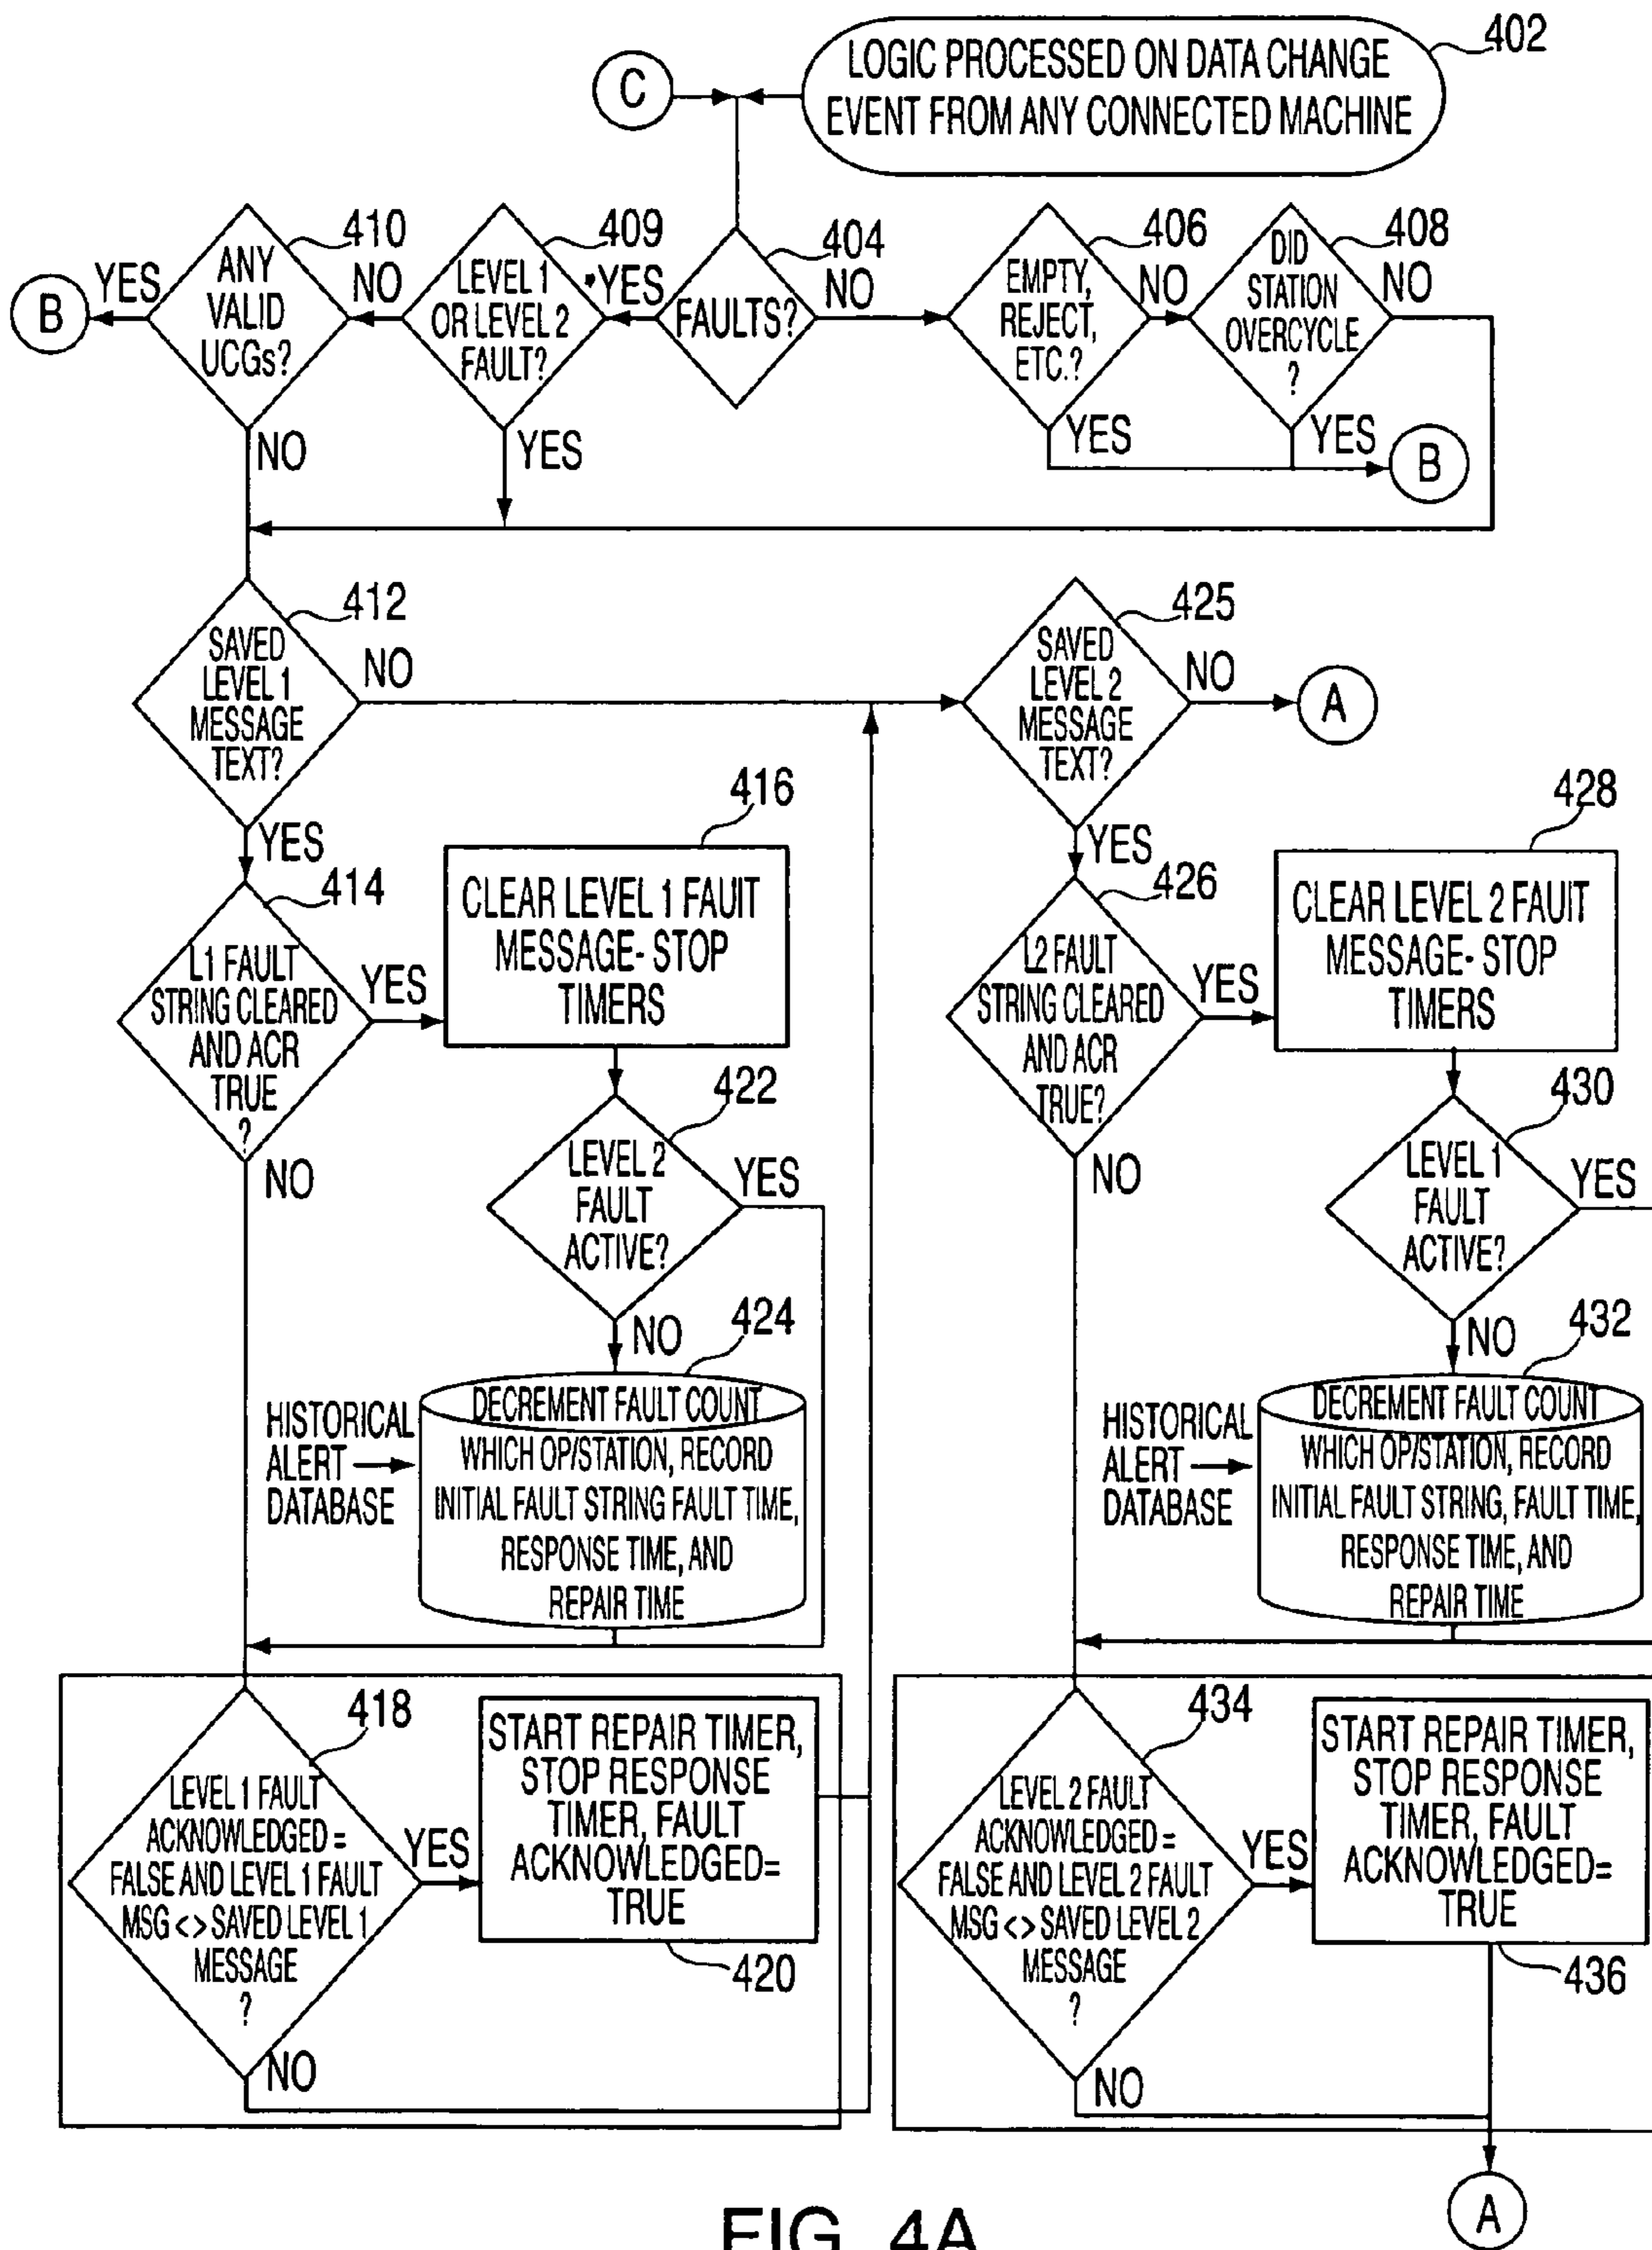 LOGIC PROCESSED ON DATA CHANGE
EVENT FROM ANY CONNECTED MACHINE
402
C
410
ANY
VALID
UCGs?
YES
B
NO
NO
409
LEVEL 1
OR LEVEL 2
FAULT?
YES
YES
404
FAULTS?
NO
406
EMPTY,
REJECT,
ETC.?
NO
YES
408
DID
STATION
OVERCYCLE
?
NO
YES
B
412
SAVED
LEVEL 1
MESSAGE
TEXT?
NO
YES
425
SAVED
LEVEL 2
MESSAGE
TEXT?
NO
A
YES
414
L1 FAULT
STRING CLEARED
AND ACR
TRUE
?
YES
NO
416
CLEAR LEVEL 1 FAUIT
MESSAGE- STOP
TIMERS
422
LEVEL 2
FAULT
ACTIVE?
YES
NO
424
HISTORICAL
ALERT
DATABASE
DECREMENT FAULT COUNT
WHICH OP/STATION, RECORD
INITIAL FAULT STRING FAULT TIME,
RESPONSE TIME, AND
REPAIR TIME
426
L2 FAULT
STRING CLEARED
AND ACR
TRUE?
YES
NO
428
CLEAR LEVEL 2 FAUIT
MESSAGE- STOP
TIMERS
430
LEVEL 1
FAULT
ACTIVE?
YES
NO
432
HISTORICAL
ALERT
DATABASE
DECREMENT FAULT COUNT
WHICH OP/STATION, RECORD
INITIAL FAULT STRING, FAULT TIME,
RESPONSE TIME, AND
REPAIR TIME
418
LEVEL 1 FAULT
ACKNOWLEDGED =
FALSE AND LEVEL 1 FAULT
MSG <> SAVED LEVEL 1
MESSAGE
?
YES
NO
START REPAIR TIMER,
STOP RESPONSE
TIMER, FAULT
ACKNOWLEDGED=
TRUE
420
434
LEVEL 2 FAULT
ACKNOWLEDGED =
FALSE AND LEVEL 2 FAULT
MSG <> SAVED LEVEL 2
MESSAGE
?
YES
NO
START REPAIR TIMER,
STOP RESPONSE
TIMER, FAULT
ACKNOWLEDGED=
TRUE
436
A
FIG. 4A